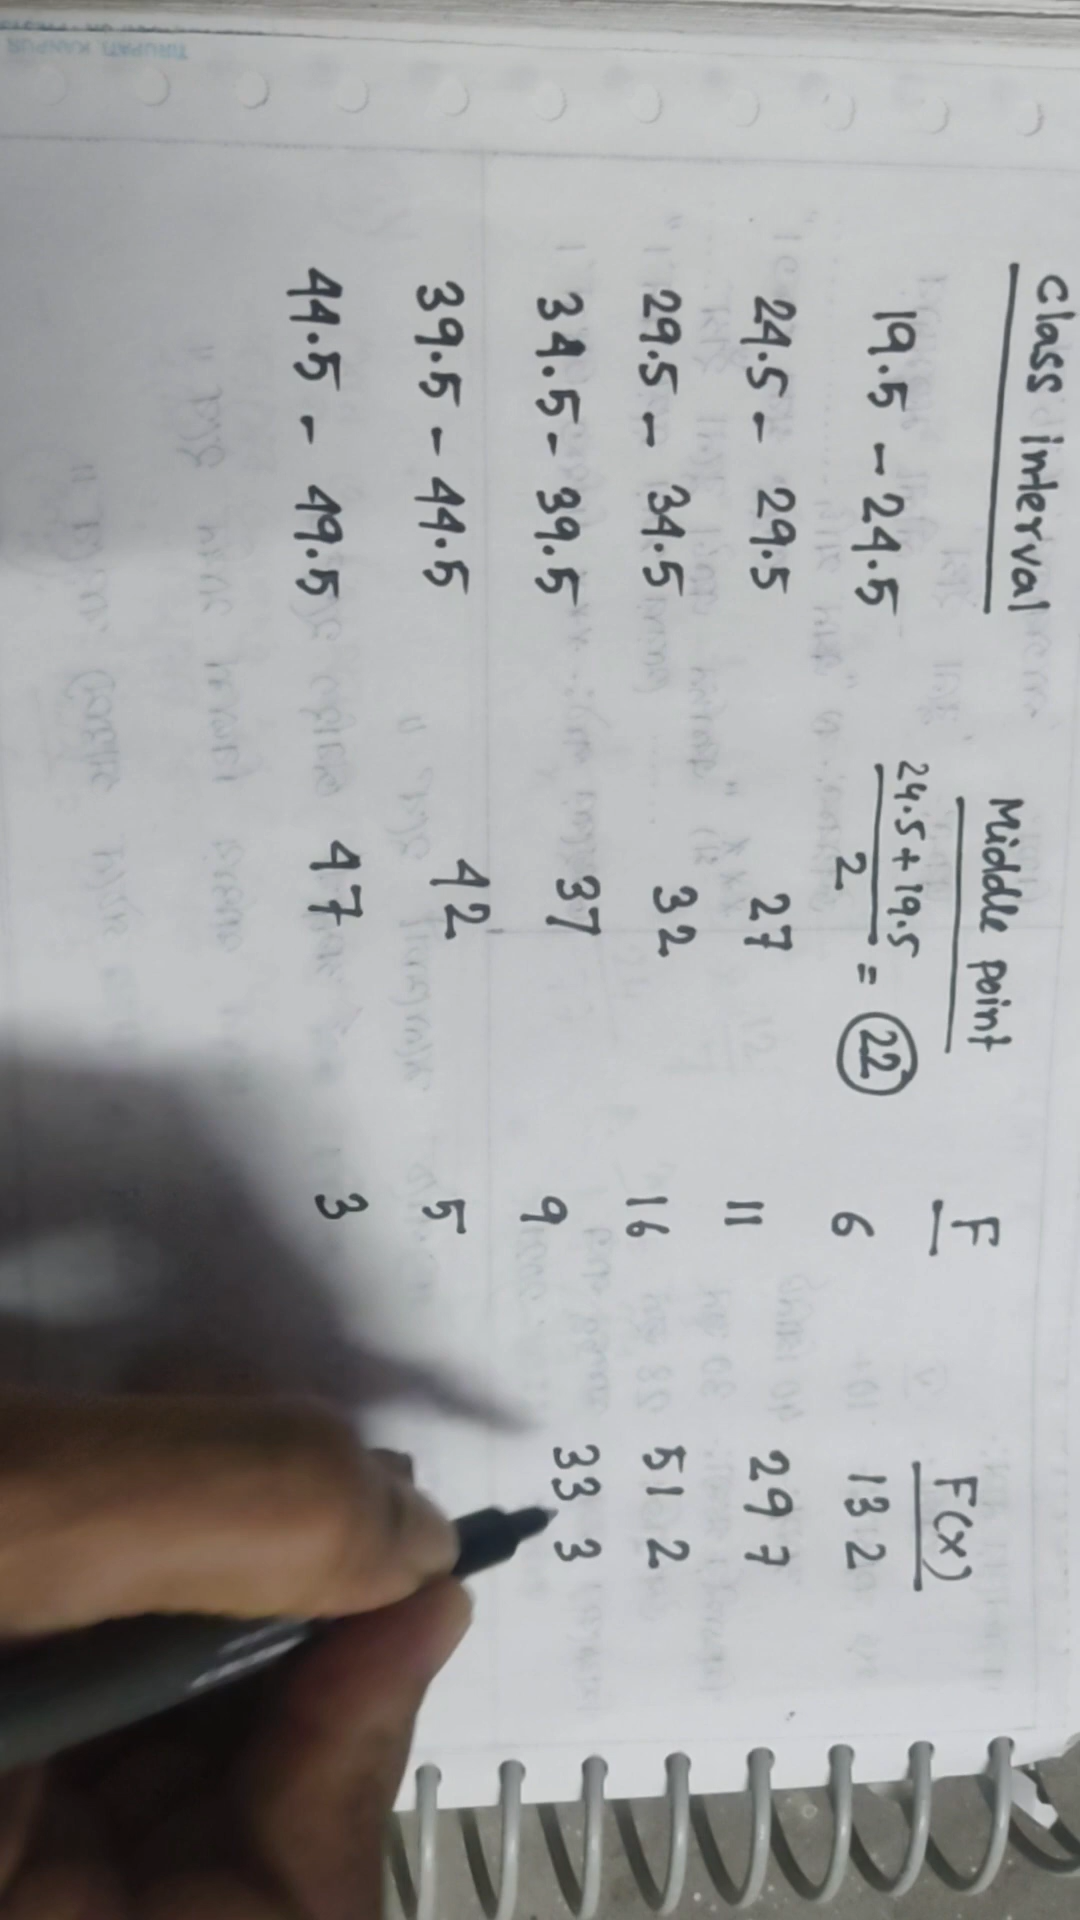 Class interval Middle point F F(x)
19.5 - 24.5 24.5+19.5/2 = 22 6 132
24.5 - 29.5 27 11 297
29.5 - 34.5 32 16 512
34.5 - 39.5 37 9 333
39.5 - 44.5 42 5
44.5 - 49.5 47 3